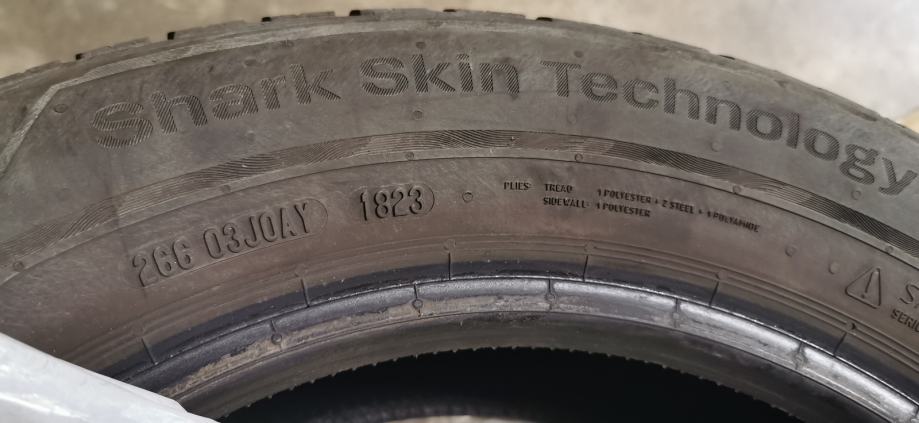 Shark Skin Technology
266 03J0AY 1823
PLIES: TREAD 1 POLYESTER + 2 STEEL + 1 POLYAMIDE
SIDEWALL: 1 POLYESTER